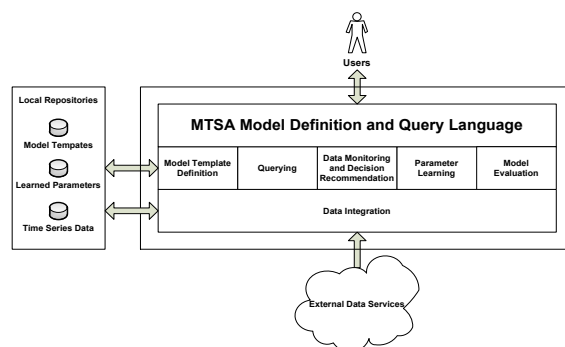 Users
Local Repositories
Model Tempates
Learned Parameters
Time Series Data
MTSA Model Definition and Query Language
Model Template
Definition
Querying
Data Monitoring
and Decision
Recommendation
Parameter
Learning
Model
Evaluation
Data Integration
External Data Services